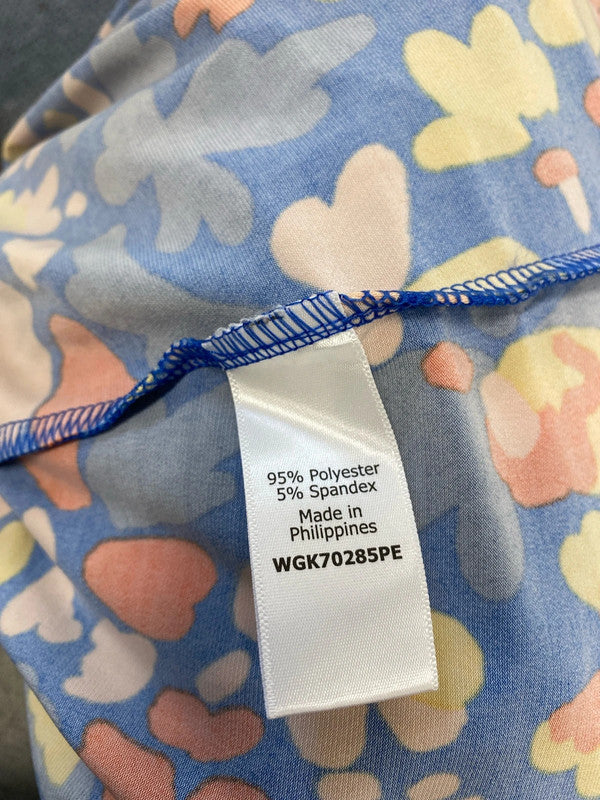 95% Polyester
5% Spandex
Made in
Philippines
WGK70285PE